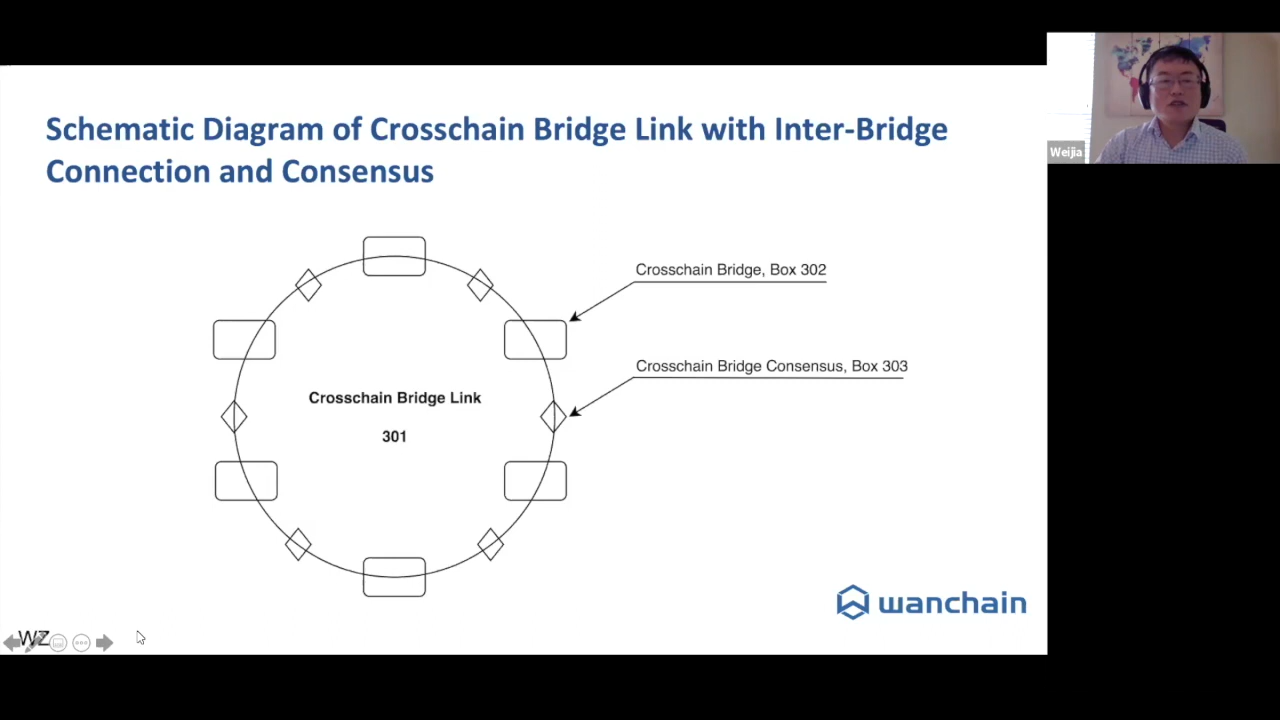 Schematic Diagram of Crosschain Bridge Link with Inter-Bridge
Connection and Consensus
Weijia
Crosschain Bridge, Box 302
Crosschain Bridge Consensus, Box 303
Crosschain Bridge Link
301
wanchain
WZ